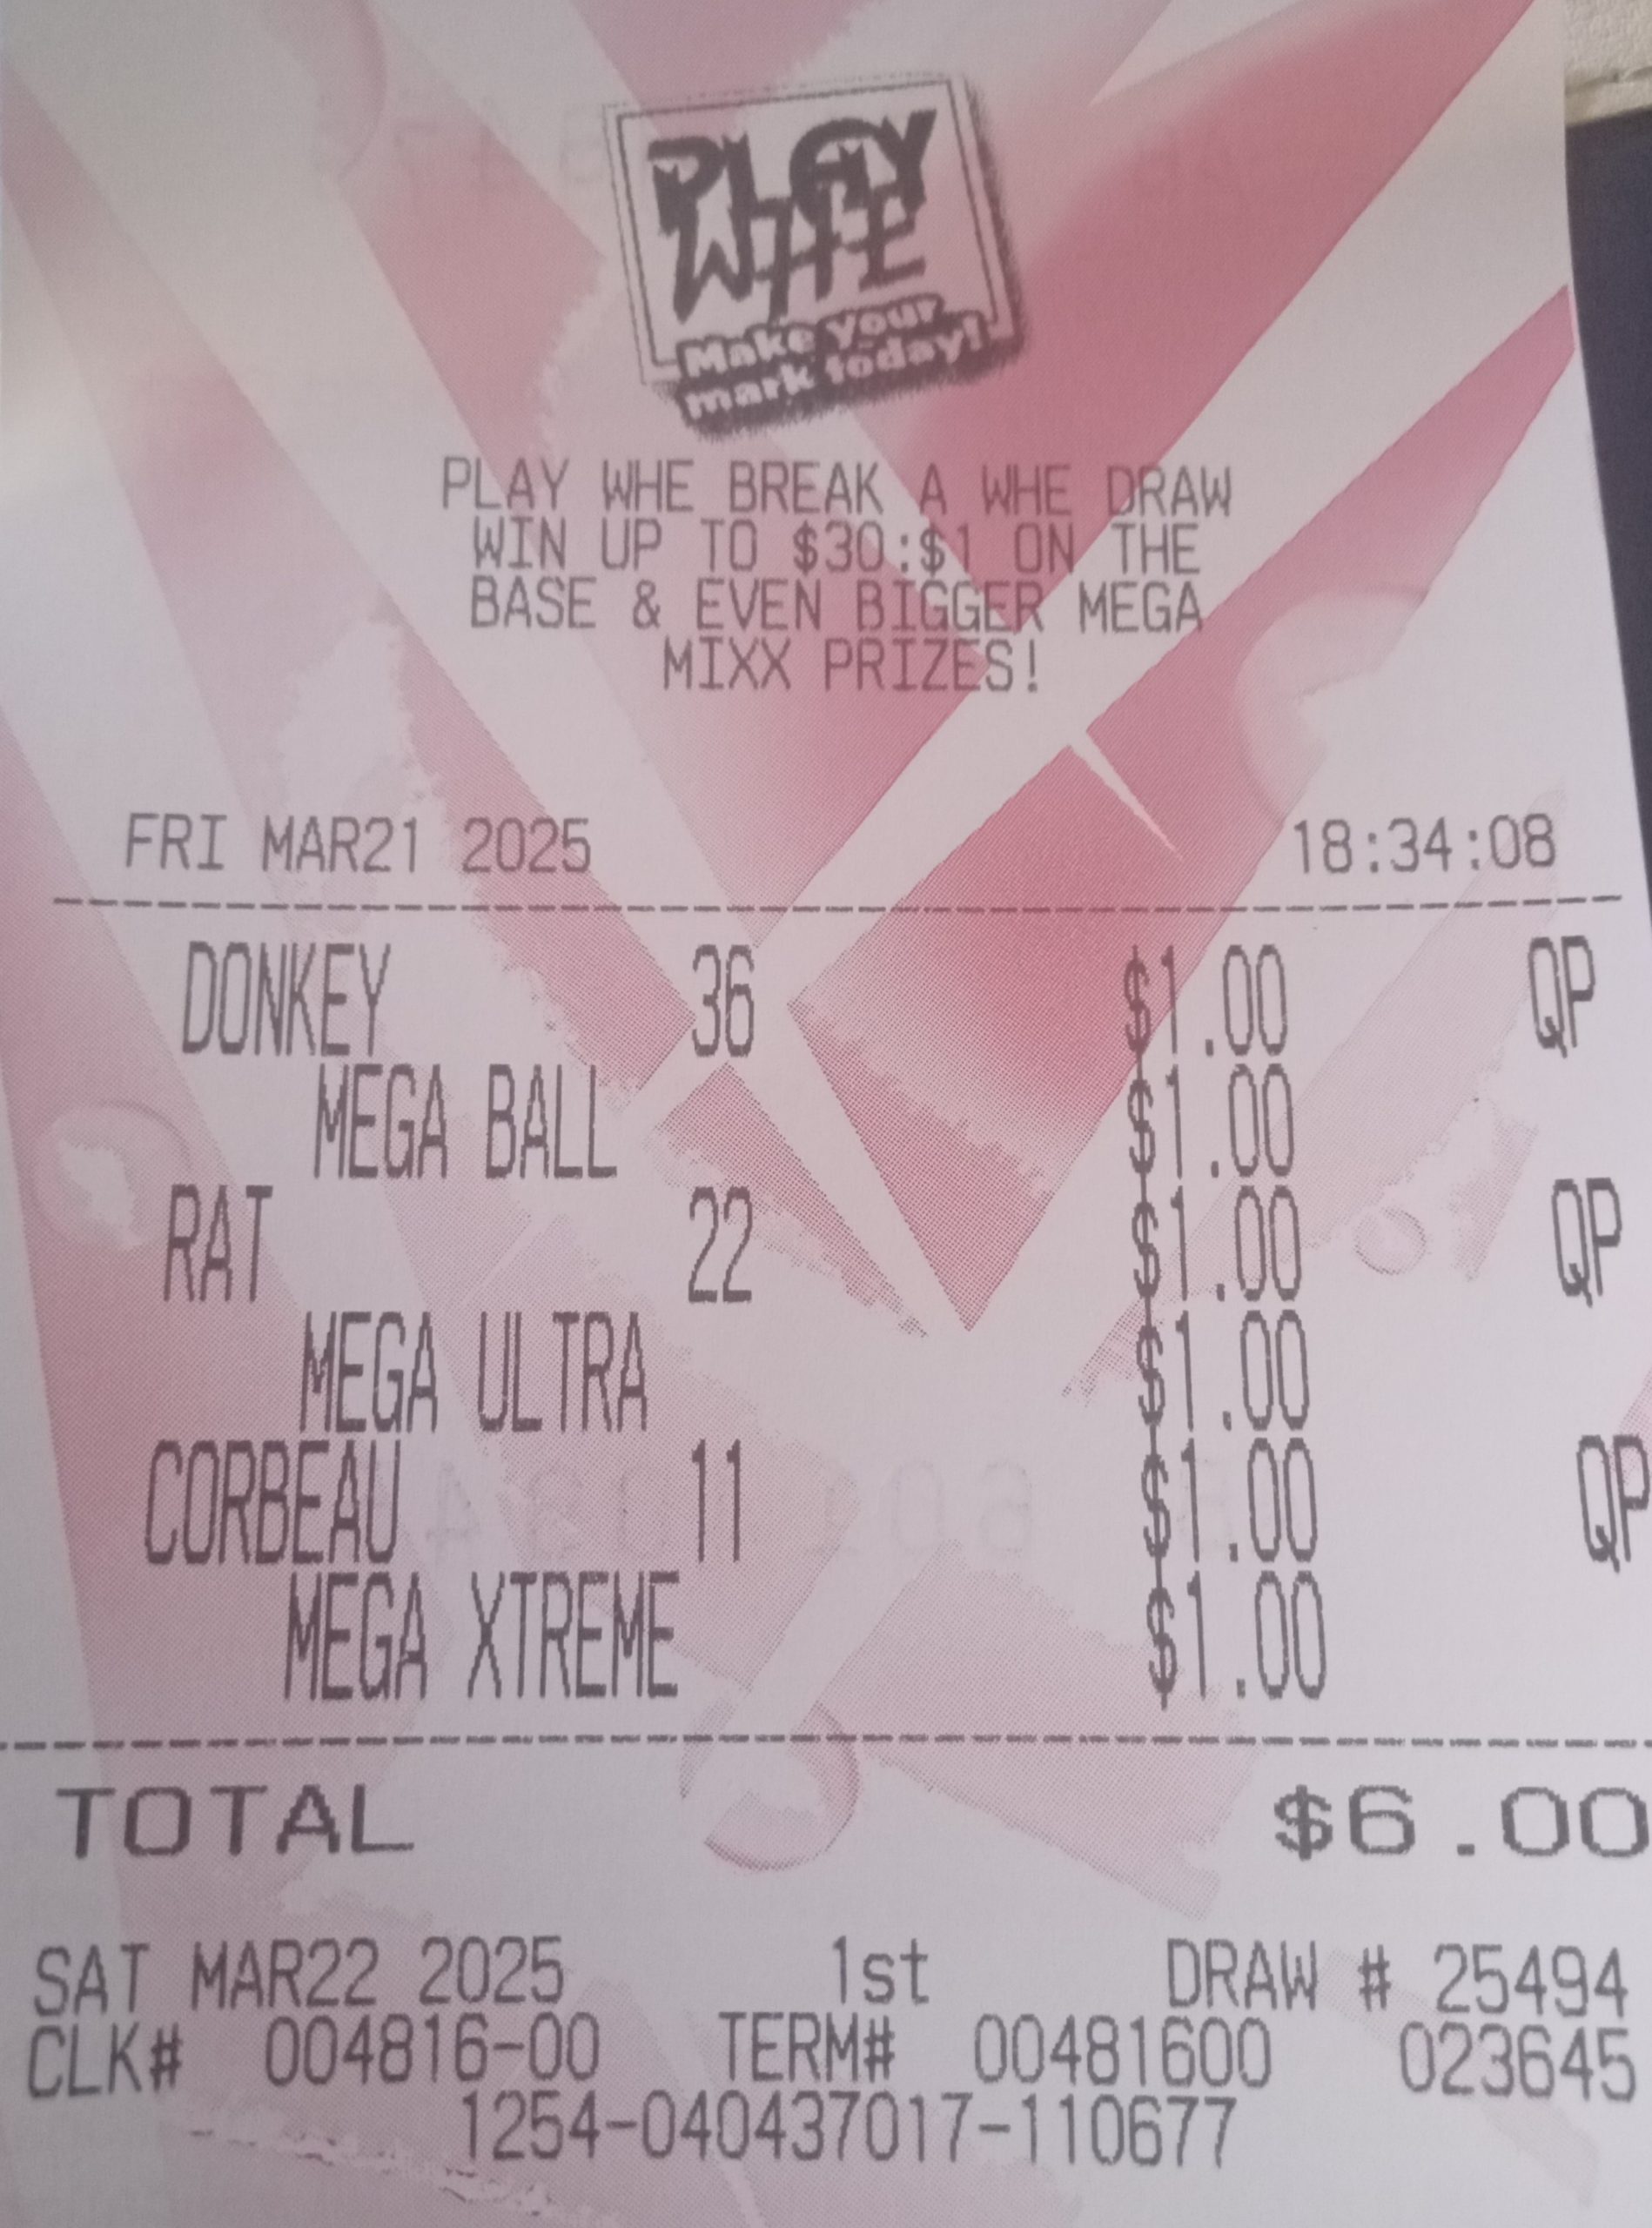 PLAY
WHE
Make your
mark today!
PLAY WHE BREAK A WHE DRAW
WIN UP TO $30:$1 ON THE
BASE & EVEN BIGGER MEGA
MIXX PRIZES!
FRI MAR21 2025 18:34:08
DONKEY 36 $1.00 QP
MEGA BALL $1.00
RAT 22 $1.00 QP
MEGA ULTRA $1.00
CORBEAU 11 $1.00 QP
MEGA XTREME $1.00
TOTAL $6.00
SAT MAR22 2025 1st DRAW # 25494
CLK# 004816-00 TERM# 00481600 023645
1254-040437017-110677